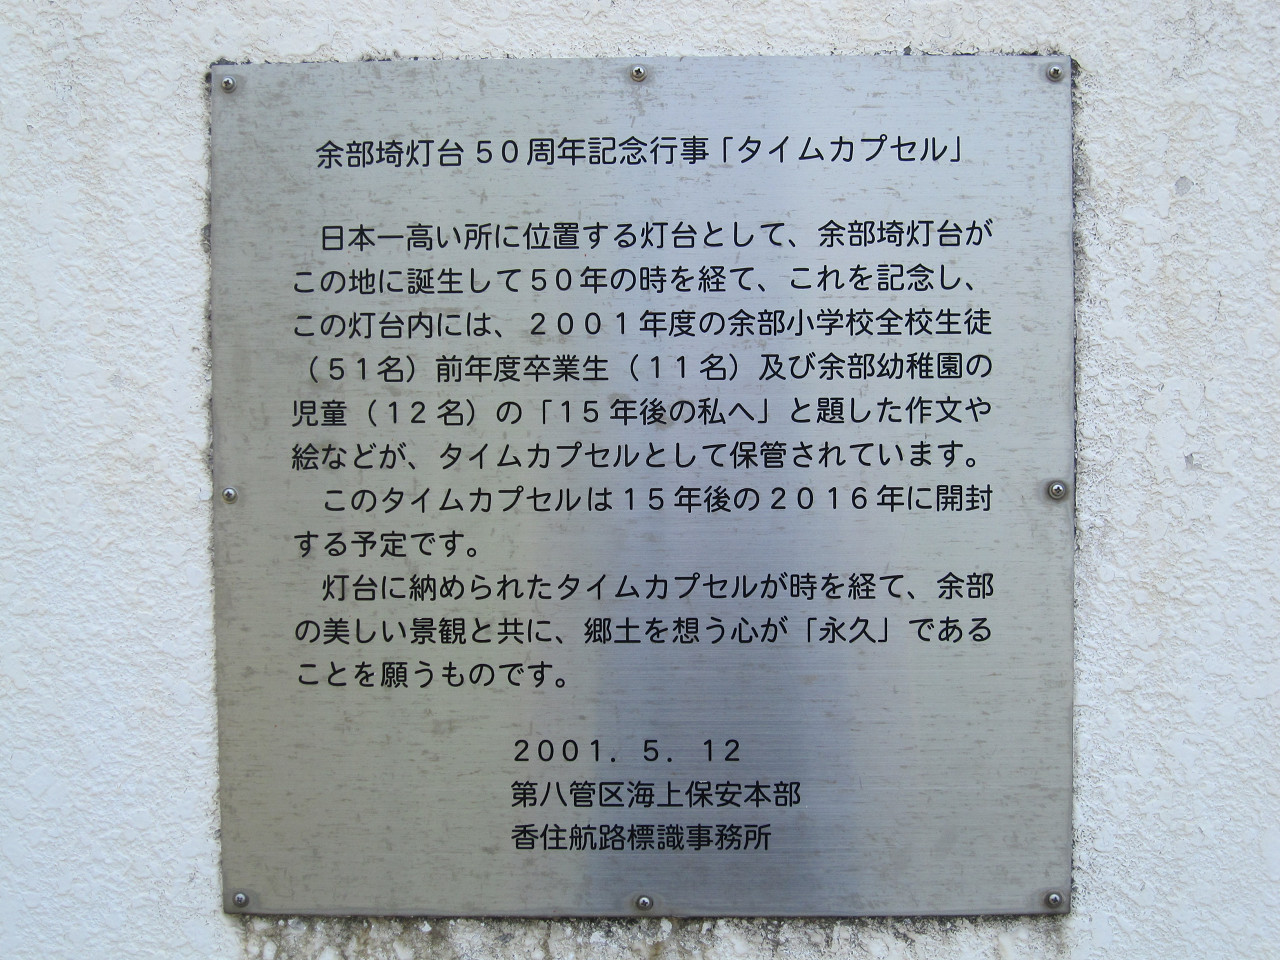 余部埼灯台50周年記念行事「タイムカプセル」
日本一高い所に位置する灯台として、余部埼灯台が
この地に誕生して50年の時を経て、これを記念し、
この灯台内には、2001年度の余部小学校全校生徒
（51名）前年度卒業生（11名）及び余部幼稚園の
児童（12名）の「15年後の私へ」と題した作文や
絵などが、タイムカプセルとして保管されています。
このタイムカプセルは15年後の2016年に開封
する予定です。
灯台に納められたタイムカプセルが時を経て、余部
の美しい景観と共に、郷土を想う心が「永久」である
ことを願うものです。
2001．5．12
第八管区海上保安本部
香住航路標識事務所